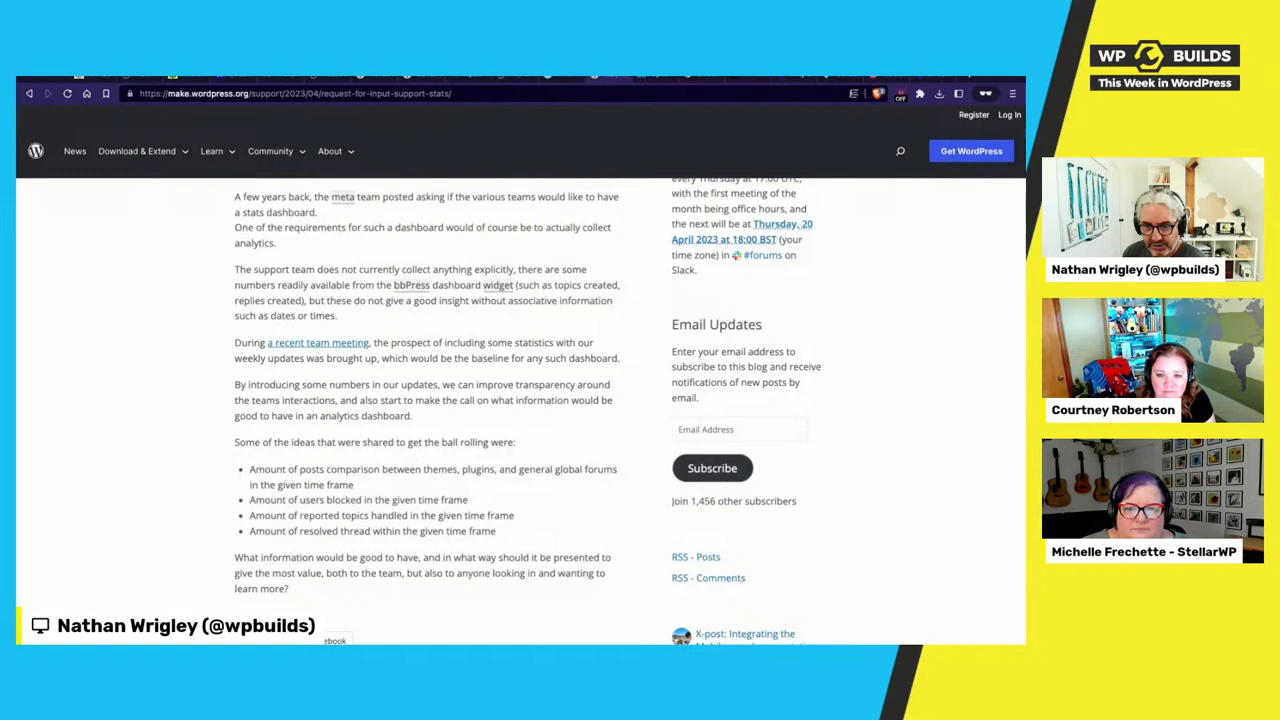 https://make.wordpress.org/support/2023/04/request-for-input-support-stats/
OFF
Register Log In
News Download & Extend Learn Community About
Get WordPress
A few years back, the meta team posted asking if the various teams would like to have
a stats dashboard.
One of the requirements for such a dashboard would of course be to actually collect
analytics.
The support team does not currently collect anything explicitly, there are some
numbers readily available from the bbPress dashboard widget (such as topics created,
replies created), but these do not give a good insight without associative information
such as dates or times.
During a recent team meeting, the prospect of including some statistics with our
weekly updates was brought up, which would be the baseline for any such dashboard.
By introducing some numbers in our updates, we can improve transparency around
the teams interactions, and also start to make the call on what information would be
good to have in an analytics dashboard.
Some of the ideas that were shared to get the ball rolling were:
• Amount of posts comparison between themes, plugins, and general global forums
in the given time frame
• Amount of users blocked in the given time frame
• Amount of reported topics handled in the given time frame
• Amount of resolved thread within the given time frame
What information would be good to have, and in what way should it be presented to
give the most value, both to the team, but also to anyone looking in and wanting to
learn more?
every Thursday at 17:00 UTC,
with the first meeting of the
month being office hours, and
the next will be at Thursday, 20
April 2023 at 18:00 BST (your
time zone) in #forums on
Slack.
Email Updates
Enter your email address to
subscribe to this blog and receive
notifications of new posts by
email.
Email Address
Subscribe
Join 1,456 other subscribers
RSS - Posts
RSS - Comments
X-post: Integrating the
Nathan Wrigley (@wpbuilds)
WP BUILDS
This Week in WordPress
Nathan Wrigley (@wpbuilds)
Courtney Robertson
Michelle Frechette - StellarWP